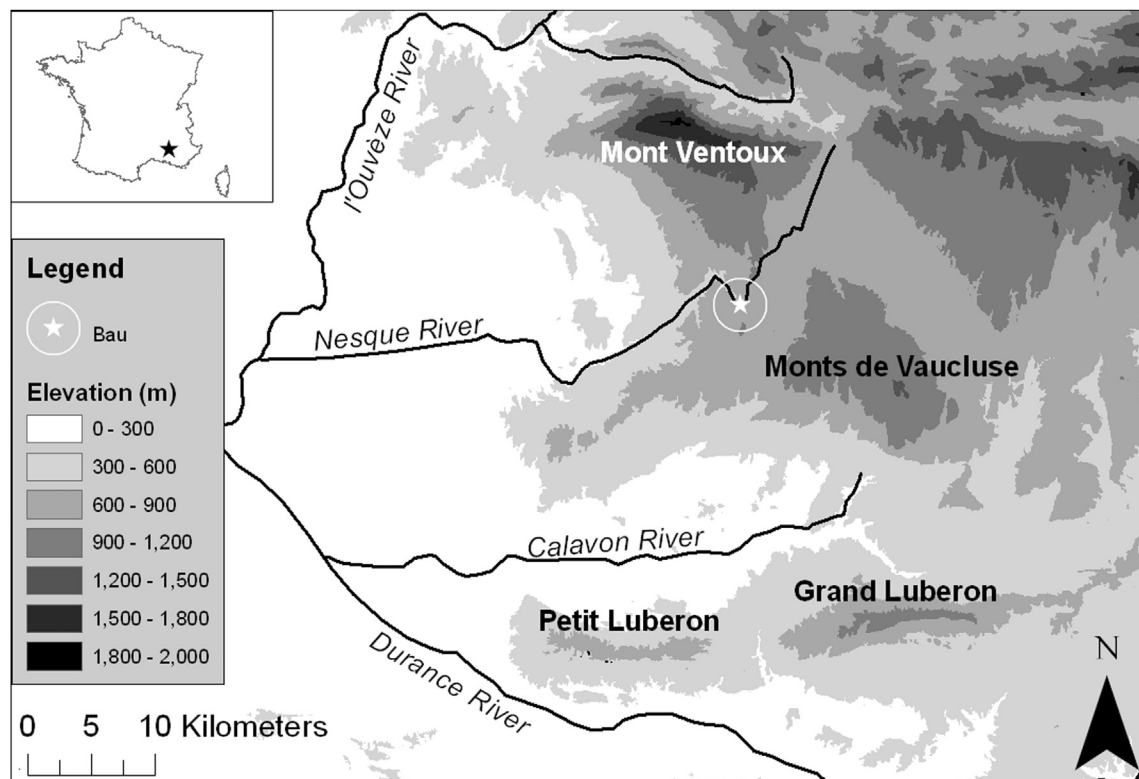 l'Ouvèze River
Mont Ventoux
Legend
Bau
Nesque River
Elevation (m)
Monts de Vaucluse
0 - 300
300 - 600
600 - 900
900 - 1,200
1,200 - 1,500
1,500 - 1,800
1,800 - 2,000
Calavon River
Grand Luberon
Petit Luberon
Durance River
N
0 5 10 Kilometers